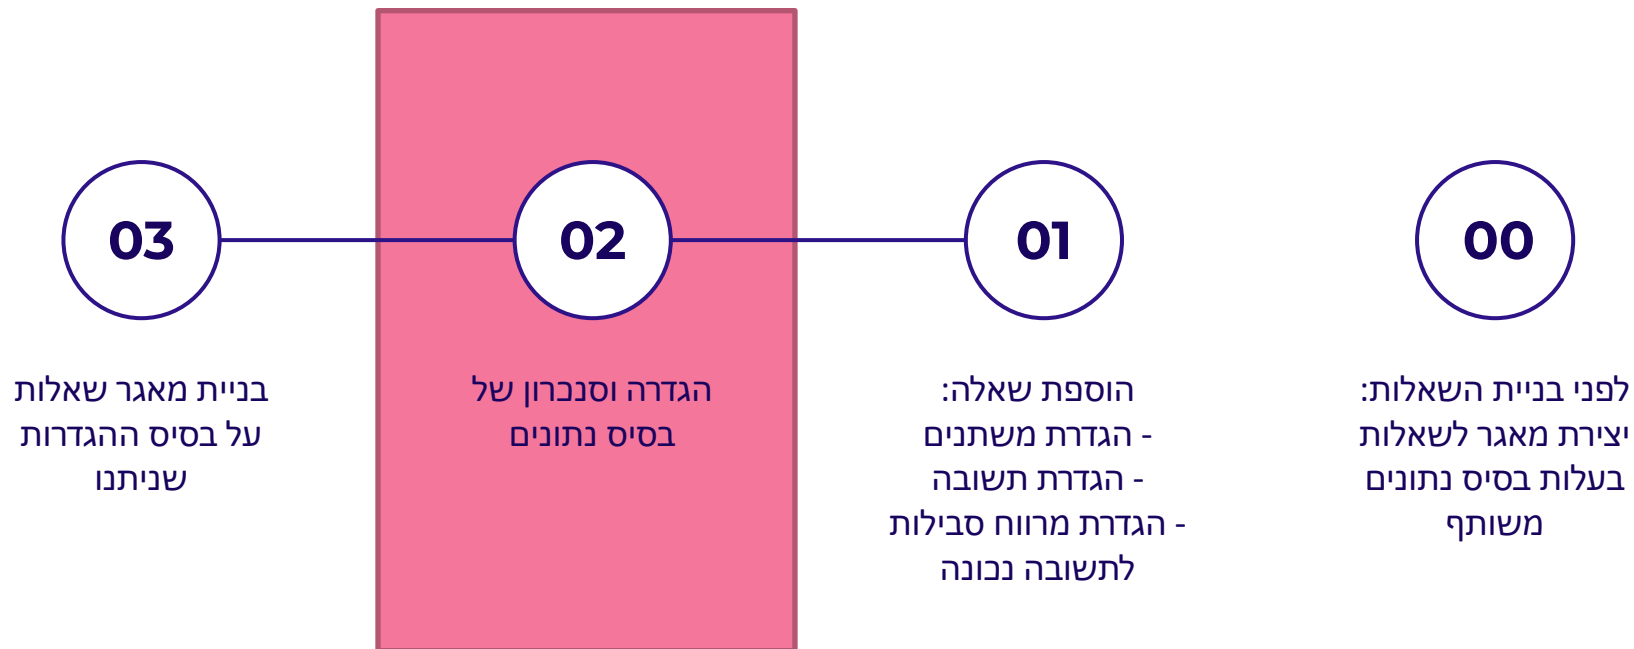 00
לפני בניית השאלות:
יצירת מאגר לשאלות
בעלות בסיס נתונים
משותף
01
הוספת שאלה:
- הגדרת משתנים
- הגדרת תשובה
- הגדרת מרווח סבילות
לתשובה נכונה
02
הגדרה וסנכרון של
בסיס נתונים
03
בניית מאגר שאלות
על בסיס ההגדרות
שניתנו